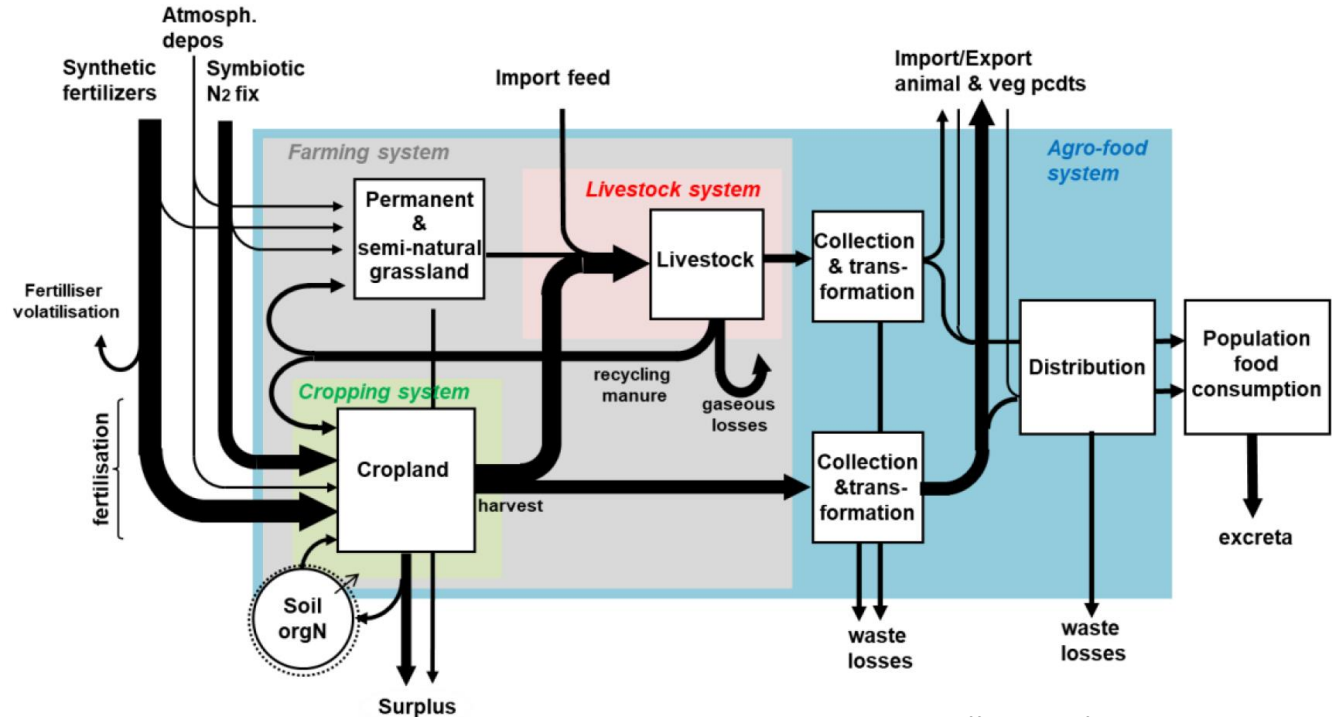 Atmosph.
depos
Synthetic
fertilizers
Symbiotic
N2 fix
Import feed
Import/Export
animal & veg pcdts
Farming system
Livestock system
Agro-food
system
Permanent
&
semi-natural
grassland
Livestock
Collection
& trans-
formation
Fertilliser
volatilisation
Distribution
Population
food
consumption
recycling
manure
gaseous
losses
Cropping system
fertilisation
Cropland
harvest
Collection
&trans-
formation
excreta
Soil
orgN
waste
losses
waste
losses
Surplus